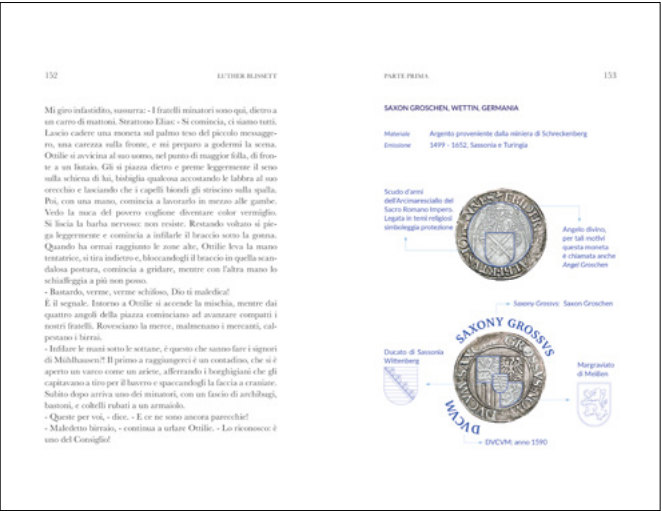 152
LUTHER BLISSETT
Mi giro infastidito, sussurra: - I fratelli minatori sono qui, dietro a
un carro di mattoni. Strattono Elias: - Si comincia, ci siamo tutti.
Lascio cadere una moneta sul palmo teso del piccolo messagge-
ro, una carezza sulla fronte, e mi preparo a godermi la scena.
Ottilie si avvicina al suo uomo, nel punto di maggior folla, di fron-
te a un liutaio. Gli si piazza dietro e preme leggermente il seno
sulla schiena di lui, bisbiglia qualcosa accostando le labbra al suo
orecchio e lasciando che i capelli biondi gli striscino sulla spalla.
Poi, con una mano, comincia a lavorarlo in mezzo alle gambe.
Vedo la nuca del povero coglione diventare color vermiglio.
Si liscia la barba nervoso: non resiste. Restando voltato si pie-
ga leggermente e comincia a infilarle il braccio sotto la gonna.
Quando ha ormai raggiunto le zone alte, Ottilie leva la mano
tentatrice, si tira indietro e, bloccandogli il braccio in quella scan-
dalosa postura, comincia a gridare, mentre con l'altra mano lo
schiaffeggia a più non posso.
- Bastardo, verme, verme schifoso, Dio ti maledica!
È il segnale. Intorno a Ottilie si accende la mischia, mentre dai
quattro angoli della piazza cominciano ad avanzare compatti i
nostri fratelli. Rovesciano la merce, malmenano i mercanti, cal-
pestano i birrai.
- Infilare le mani sotto le sottane, è questo che sanno fare i signori
di Mühlhausen?! Il primo a raggiungerci è un contadino, che si è
aperto un varco come un ariete, afferrando i borghigiani che gli
capitavano a tiro per il bavero e spaccandogli la faccia a craniate.
Subito dopo arriva uno dei minatori, con un fascio di archibugi,
bastoni, e coltelli rubati a un armaiolo.
- Queste per voi, - dice. - E ce ne sono ancora parecchie!
- Maledetto birraio, - continua a urlare Ottilie. - Lo riconosco: è
uno del Consiglio!
PARTE PRIMA
153
SAXON GROSCHEN, WETTIN, GERMANIA
Materiale Argento proveniente dalla miniera di Schreckenberg
Emissione 1499 - 1652, Sassonia e Turingia
Scudo d'armi
dell'Arcimaresciallo del
Sacro Romano Impero.
Legata in temi religiosi
simboleggia protezione
Angelo divino,
per tali motivi
questa moneta
è chiamata anche
Angel Groschen
Saxony Grossvs: Saxon Groschen
SAXONY GROSSVS
Ducato di Sassonia
Wittenberg
Margraviato
di Meißen
DVCVM
DVCVM: anno 1590